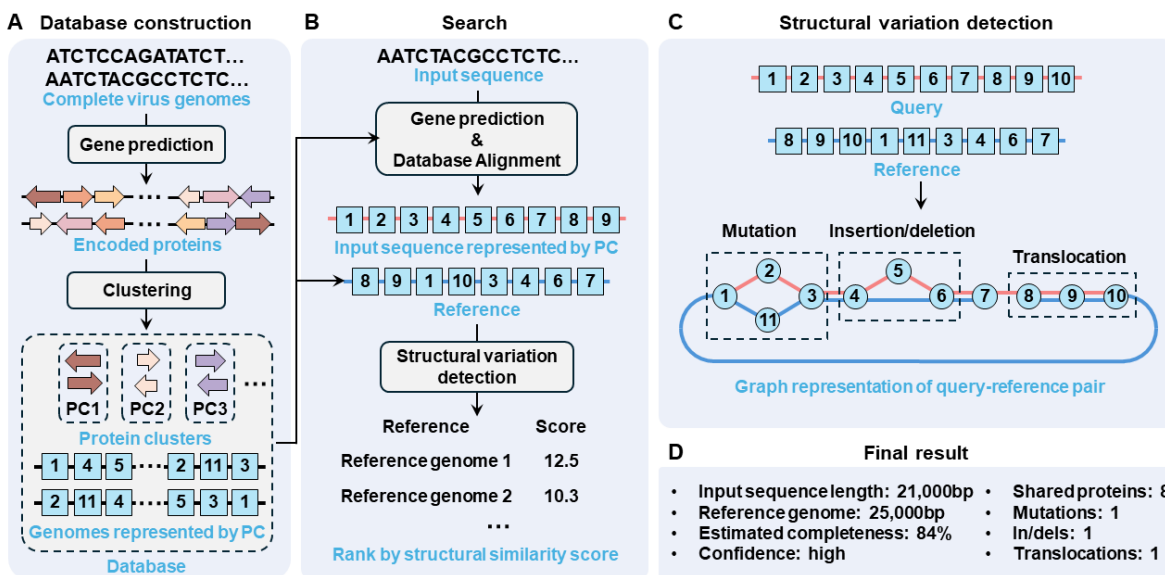 A Database construction
ATCTCCAGATATCT...
AATCTACGCCTCTC...
Complete virus genomes
Gene prediction
...
...
Encoded proteins
Clustering
PC1 PC2 PC3 ...
Protein clusters
1 4 5 ..... 2 11 3
2 11 4 ..... 5 3 1
Genomes represented by PC
Database
B Search
AATCTACGCCTCTC...
Input sequence
Gene prediction
&
Database Alignment
1 2 3 4 5 6 7 8 9
Input sequence represented by PC
8 9 1 10 3 4 6 7
Reference
Structural variation
detection
Reference Score
Reference genome 1 12.5
Reference genome 2 10.3
...
Rank by structural similarity score
C Structural variation detection
1 2 3 4 5 6 7 8 9 10
Query
8 9 10 1 11 3 4 6 7
Reference
Mutation Insertion/deletion Translocation
2 5
1 3 4 6 7 8 9 10
11
Graph representation of query-reference pair
D Final result
• Input sequence length: 21,000bp
• Reference genome: 25,000bp
• Estimated completeness: 84%
• Confidence: high
• Shared proteins: 8
• Mutations: 1
• In/dels: 1
• Translocations: 1